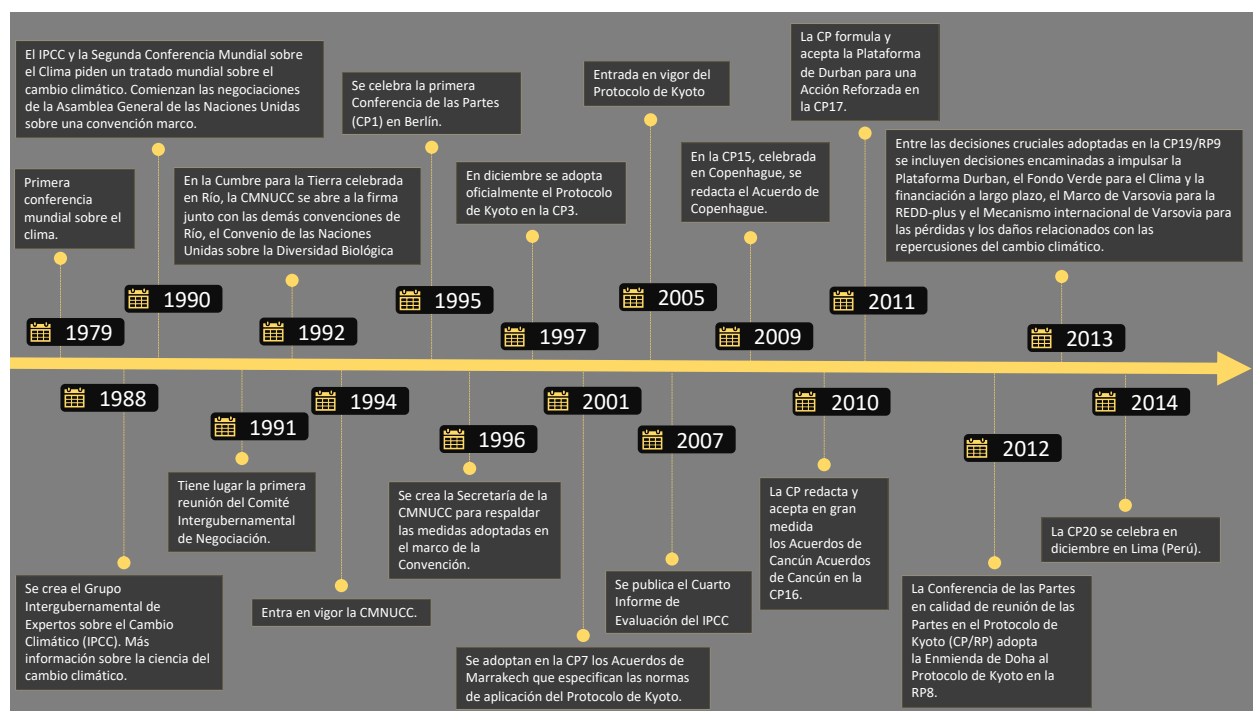 El IPCC y la Segunda Conferencia Mundial sobre
el Clima piden un tratado mundial sobre el
cambio climático. Comienzan las negociaciones
de la Asamblea General de las Naciones Unidas
sobre una convención marco.
Se celebra la primera
Conferencia de las Partes
(CP1) en Berlín.
Entrada en vigor del
Protocolo de Kyoto
La CP formula y
acepta la Plataforma
de Durban para una
Acción Reforzada en
la CP17.
Primera
conferencia
mundial sobre el
clima.
En la Cumbre para la Tierra celebrada
en Río, la CMNUCC se abre a la firma
junto con las demás convenciones de
Río, el Convenio de las Naciones
Unidas sobre la Diversidad Biológica
En diciembre se adopta
oficialmente el Protocolo
de Kyoto en la CP3.
En la CP15, celebrada
en Copenhague, se
redacta el Acuerdo de
Copenhague.
Entre las decisiones cruciales adoptadas en la CP19/RP9
se incluyen decisiones encaminadas a impulsar la
Plataforma Durban, el Fondo Verde para el Clima y la
financiación a largo plazo, el Marco de Varsovia para la
REDD-plus y el Mecanismo internacional de Varsovia para
las pérdidas y los daños relacionados con las
repercusiones del cambio climático.
1979
1990
1992
1995
1997
2005
2009
2011
2013
1988
1991
1994
1996
2001
2007
2010
2012
2014
Se crea el Grupo
Intergubernamental de
Expertos sobre el Cambio
Climático (IPCC). Más
información sobre la ciencia del
cambio climático.
Tiene lugar la primera
reunión del Comité
Intergubernamental
de Negociación.
Entra en vigor la CMNUCC.
Se crea la Secretaría de la
CMNUCC para respaldar
las medidas adoptadas en
el marco de la
Convención.
Se adoptan en la CP7 los Acuerdos de
Marrakech que especifican las normas
de aplicación del Protocolo de Kyoto.
Se publica el Cuarto
Informe de
Evaluación del IPCC
La CP redacta y
acepta en gran
medida
los Acuerdos de
Cancún Acuerdos
de Cancún en la
CP16.
La Conferencia de las Partes
en calidad de reunión de las
Partes en el Protocolo de
Kyoto (CP/RP) adopta
la Enmienda de Doha al
Protocolo de Kyoto en la
RP8.
La CP20 se celebra en
diciembre en Lima (Perú).